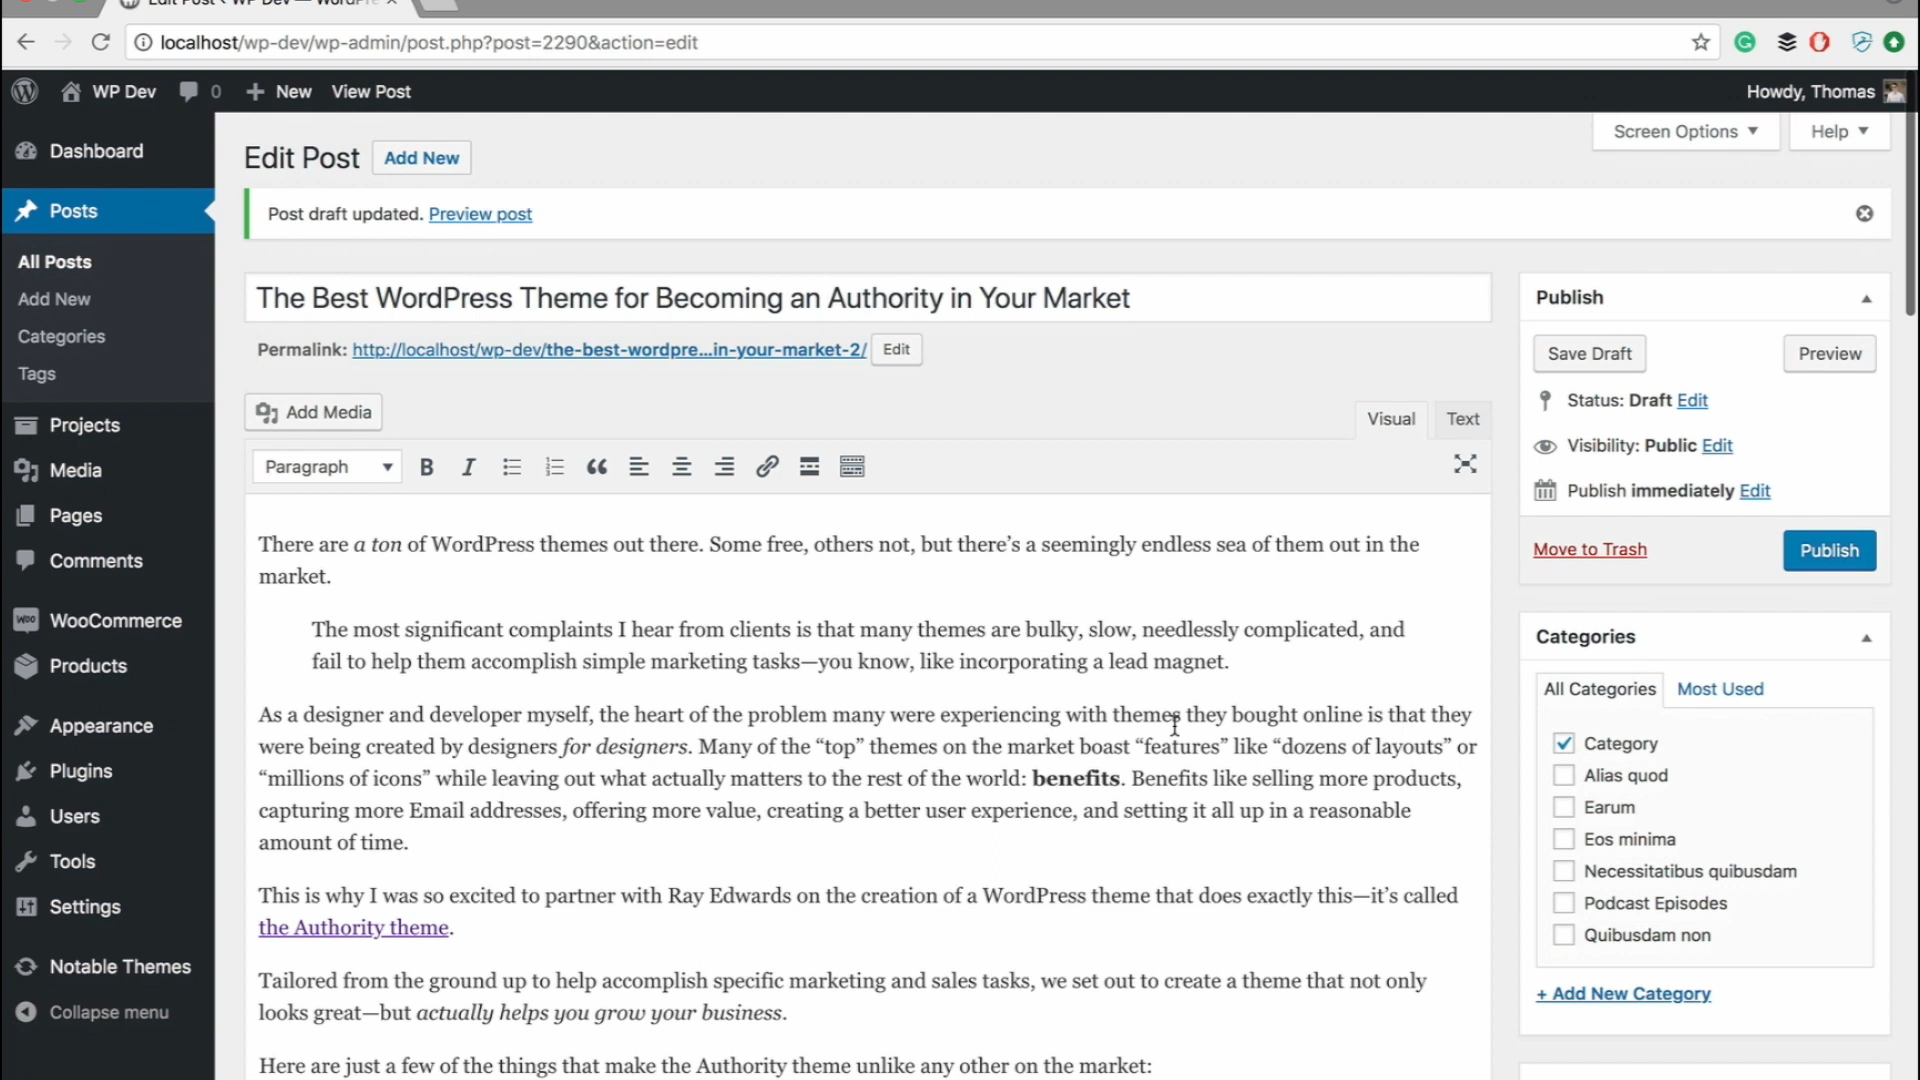 Edit Post ‹ WP Dev — WordPre
localhost/wp-dev/wp-admin/post.php?post=2290&action=edit
WP Dev
0
New
View Post
Howdy, Thomas
Dashboard
Posts
All Posts
Add New
Categories
Tags
Projects
Media
Pages
Comments
WooCommerce
Products
Appearance
Plugins
Users
Tools
Settings
Notable Themes
Collapse menu
Screen Options
Help
Edit Post
Add New
Post draft updated. Preview post
The Best WordPress Theme for Becoming an Authority in Your Market
Permalink: http://localhost/wp-dev/the-best-wordpre...in-your-market-2/
Edit
Add Media
Visual
Text
Paragraph
There are a ton of WordPress themes out there. Some free, others not, but there’s a seemingly endless sea of them out in the
market.
The most significant complaints I hear from clients is that many themes are bulky, slow, needlessly complicated, and
fail to help them accomplish simple marketing tasks—you know, like incorporating a lead magnet.
As a designer and developer myself, the heart of the problem many were experiencing with themes they bought online is that they
were being created by designers for designers. Many of the “top” themes on the market boast “features” like “dozens of layouts” or
“millions of icons” while leaving out what actually matters to the rest of the world: benefits. Benefits like selling more products,
capturing more Email addresses, offering more value, creating a better user experience, and setting it all up in a reasonable
amount of time.
This is why I was so excited to partner with Ray Edwards on the creation of a WordPress theme that does exactly this—it’s called
the Authority theme.
Tailored from the ground up to help accomplish specific marketing and sales tasks, we set out to create a theme that not only
looks great—but actually helps you grow your business.
Here are just a few of the things that make the Authority theme unlike any other on the market:
Publish
Save Draft
Preview
Status: Draft Edit
Visibility: Public Edit
Publish immediately Edit
Move to Trash
Publish
Categories
All Categories
Most Used
Category
Alias quod
Earum
Eos minima
Necessitatibus quibusdam
Podcast Episodes
Quibusdam non
+ Add New Category